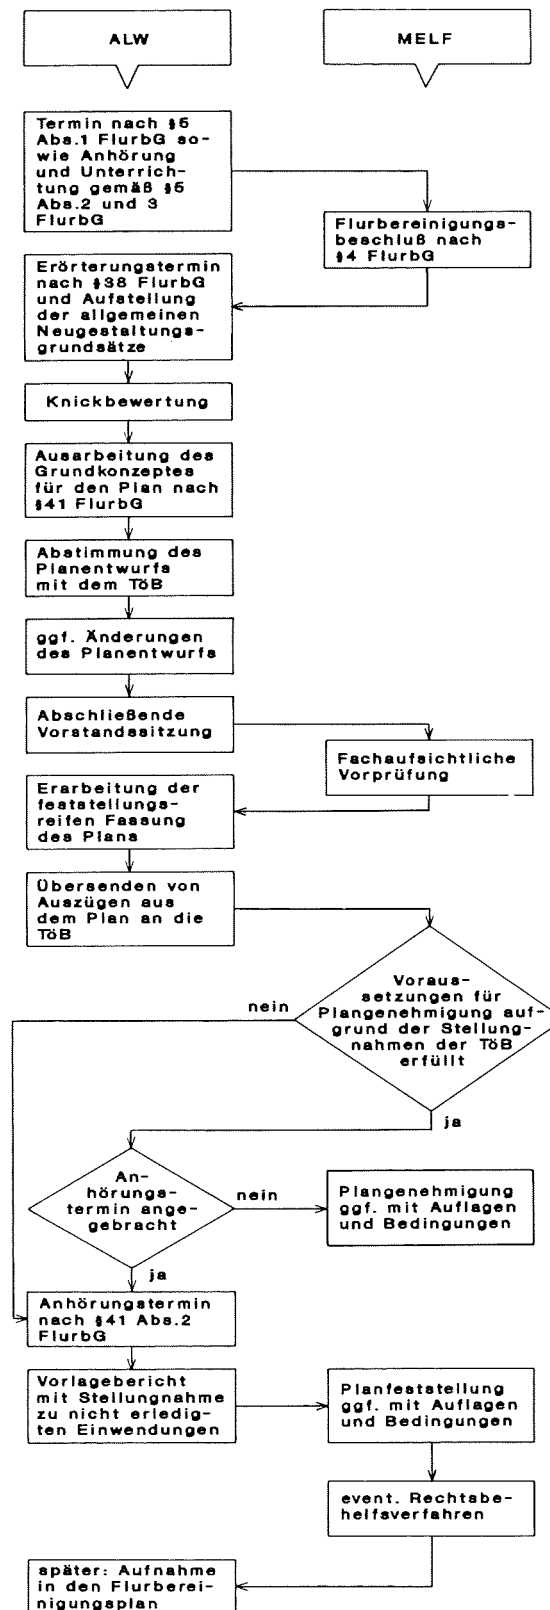 ALW
MELF
Termin nach §5
Abs.1 FlurbG so-
wie Anhörung
und Unterrich-
tung gemäß §5
Abs.2 und 3
FlurbG
Flurbereinigungs-
beschluß nach
§4 FlurbG
Erörterungstermin
nach §38 FlurbG
und Aufstellung
der allgemeinen
Neugestaltungs-
grundsätze
Knickbewertung
Ausarbeitung des
Grundkonzeptes
für den Plan nach
§41 FlurbG
Abstimmung des
Planentwurfs
mit dem TöB
ggf. Änderungen
des Planentwurfs
Abschließende
Vorstandssitzung
Fachaufsichtliche
Vorprüfung
Erarbeitung der
feststellungs-
reifen Fassung
des Plans
Übersenden von
Auszügen aus
dem Plan an die
TöB
Voraus-
setzungen für
Plangenehmigung auf-
grund der Stellung-
nahmen der TöB
erfüllt
nein
ja
An-
hörungs-
termin ange-
gebracht
nein
Plangenehmigung
ggf. mit Auflagen
und Bedingungen
ja
Anhörungstermin
nach §41 Abs.2
FlurbG
Vorlagebericht
mit Stellungnahme
zu nicht erledig-
ten Einwendungen
Planfeststellung
ggf. mit Auflagen
und Bedingungen
event. Rechtsbe-
helfsverfahren
später: Aufnahme
in den Flurberei-
nigungsplan